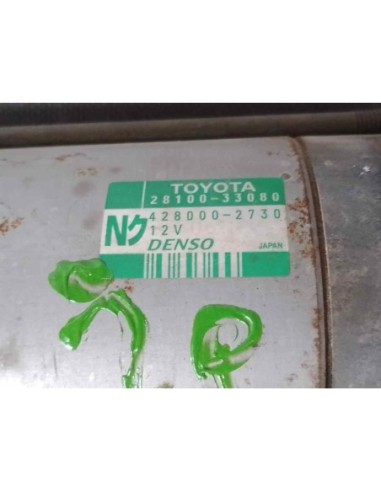 TOYOTA
28100-33080
Nク 428000-2730
12V
DENSO JAPAN